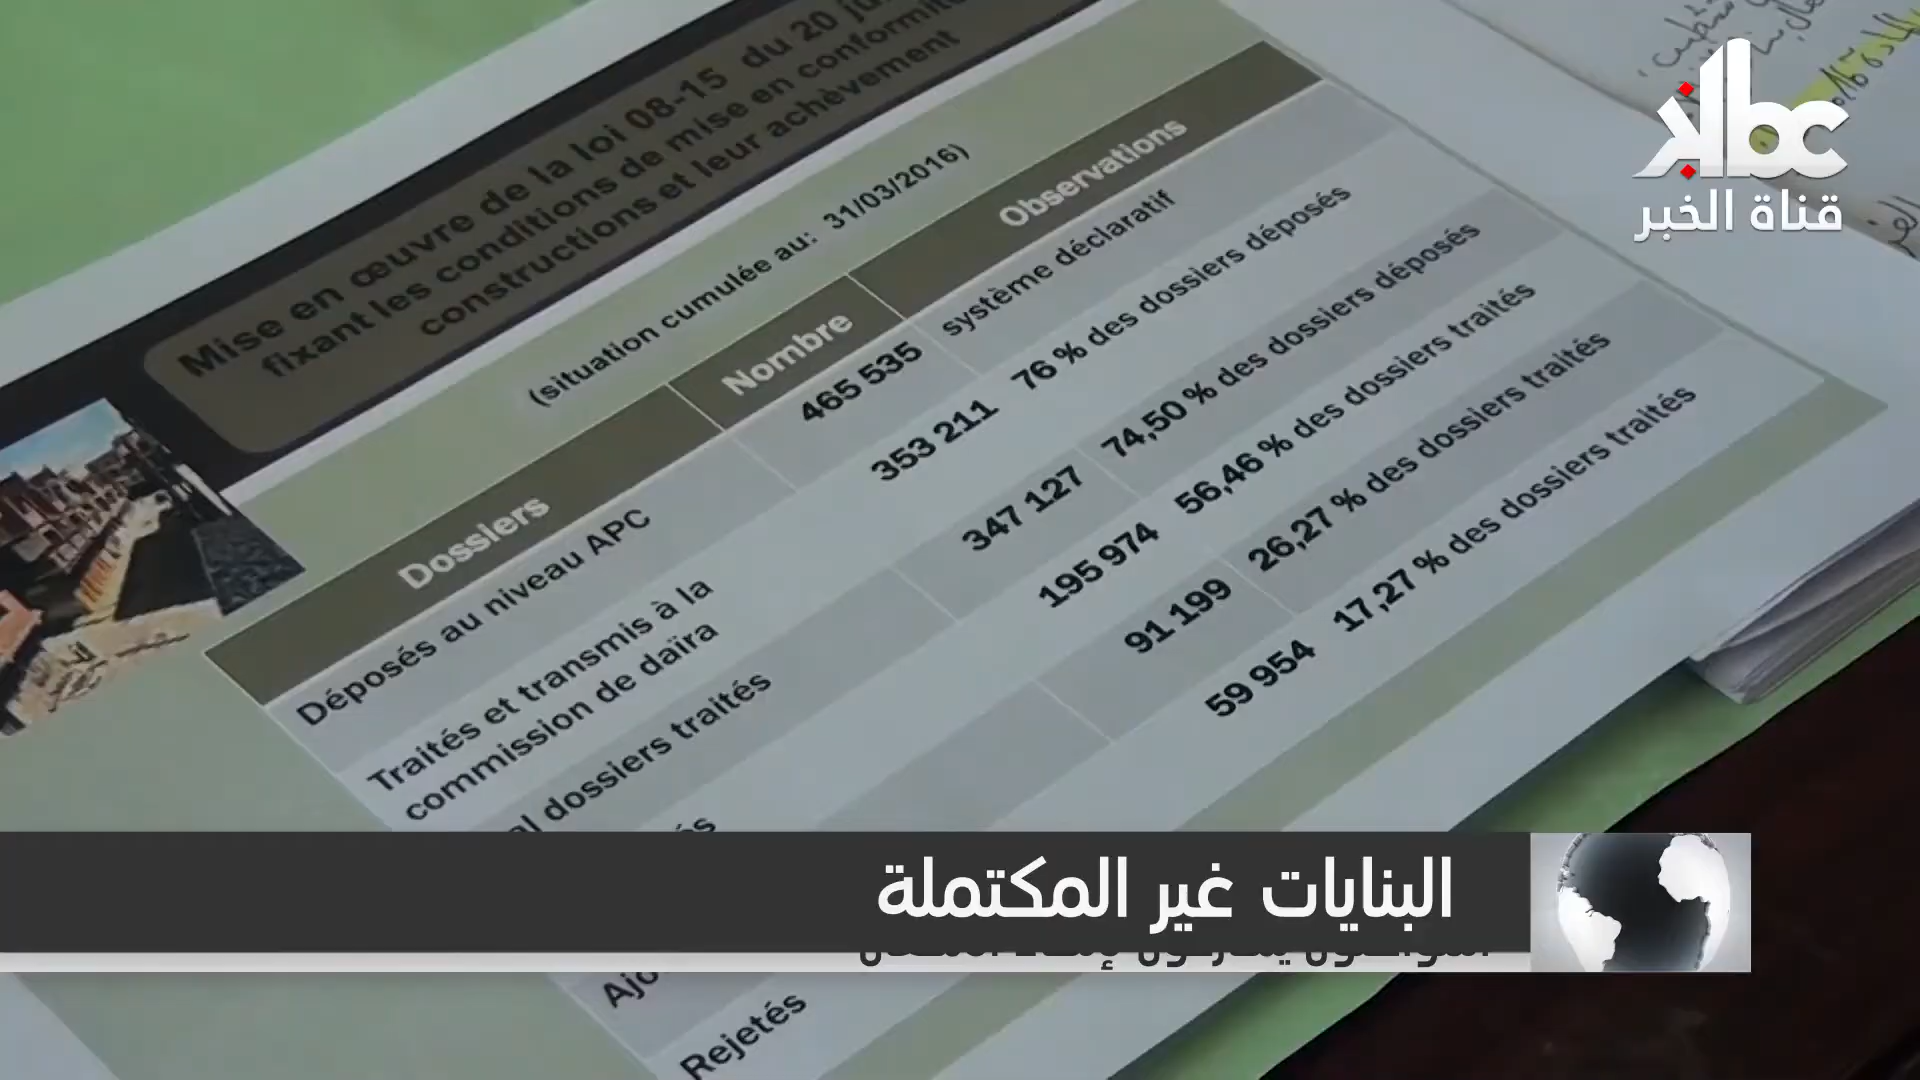 Mise en œuvre de la loi 08-15 du 20
fixant les conditions de mise en conformité
constructions et leur achèvement
(situation cumulée au: 31/03/2016)
Dossiers Nombre Observations
Déposés au niveau APC 465 535 système déclaratif
Traités et transmis à la
commission de daïra 353 211 76 % des dossiers déposés
dossiers traités 347 127 74,50 % des dossiers déposés
195 974 56,46 % des dossiers traités
91 199 26,27 % des dossiers traités
Rejetés 59 954 17,27 % des dossiers traités
kbc
قناة الخبر
البنايات غير المكتملة